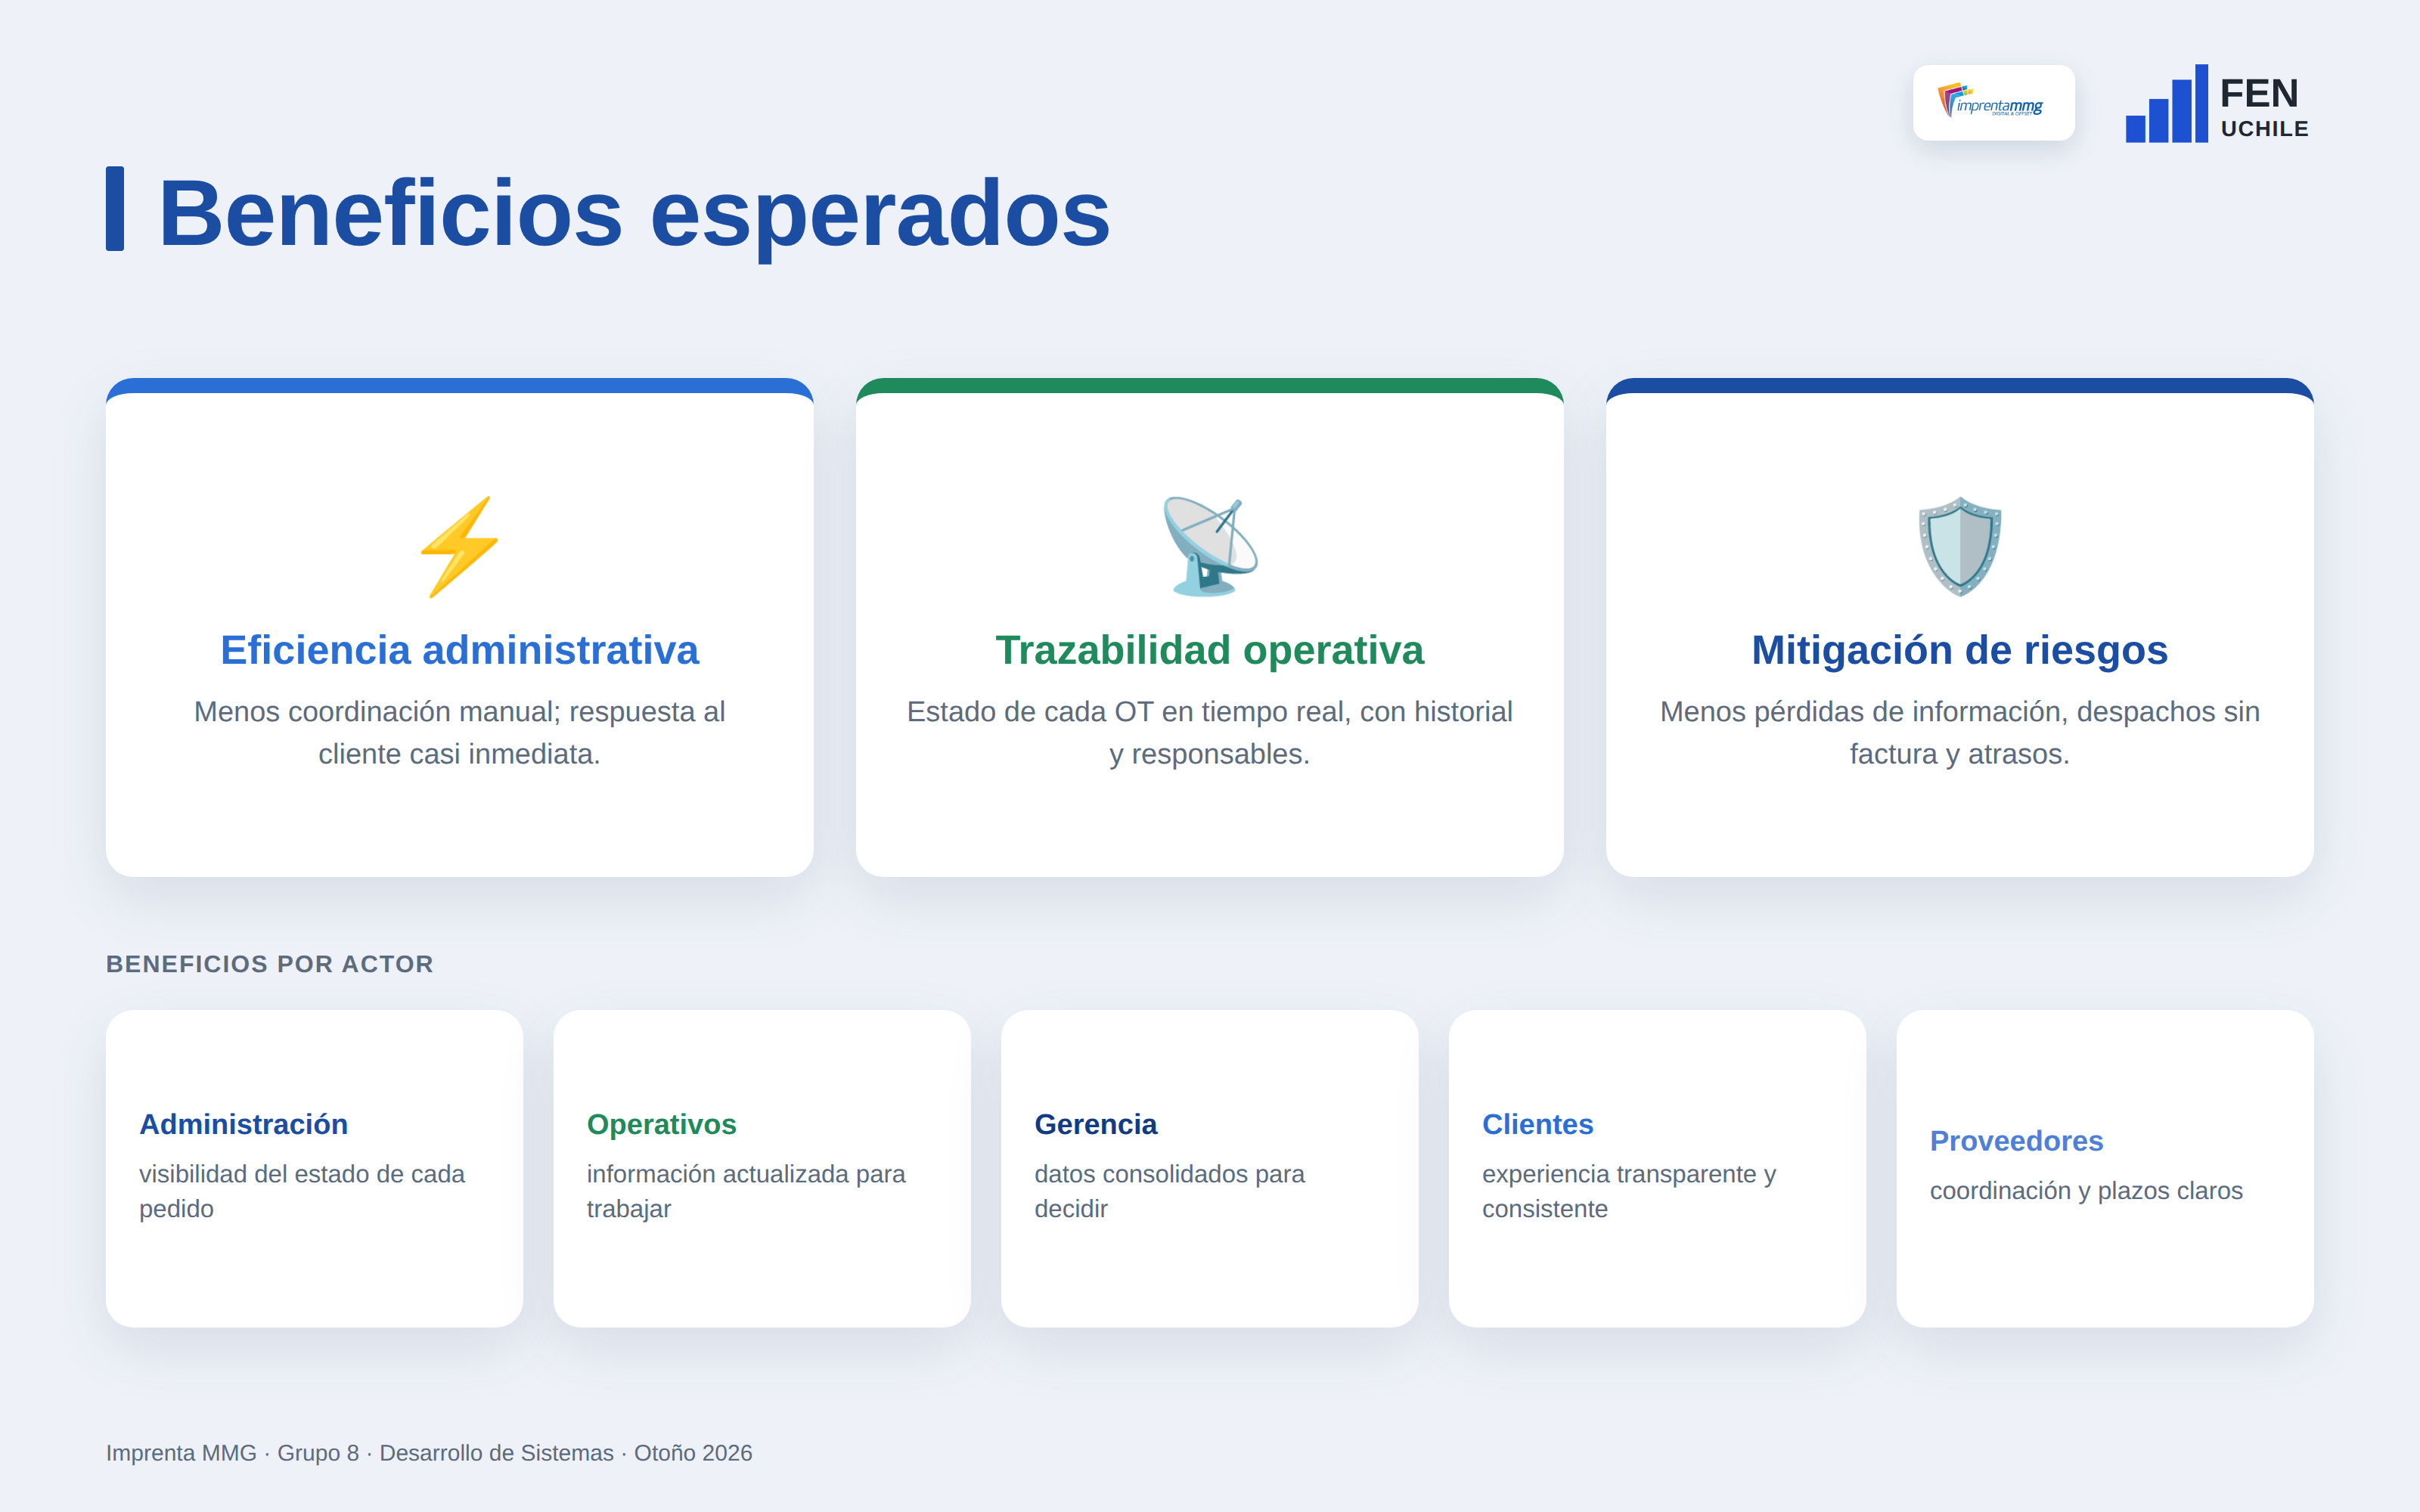 imprentammg
DIGITAL & OFFSET
FEN
UCHILE
Beneficios esperados
Eficiencia administrativa
Menos coordinación manual; respuesta al
cliente casi inmediata.
Trazabilidad operativa
Estado de cada OT en tiempo real, con historial
y responsables.
Mitigación de riesgos
Menos pérdidas de información, despachos sin
factura y atrasos.
BENEFICIOS POR ACTOR
Administración
visibilidad del estado de cada
pedido
Operativos
información actualizada para
trabajar
Gerencia
datos consolidados para
decidir
Clientes
experiencia transparente y
consistente
Proveedores
coordinación y plazos claros
Imprenta MMG · Grupo 8 · Desarrollo de Sistemas · Otoño 2026